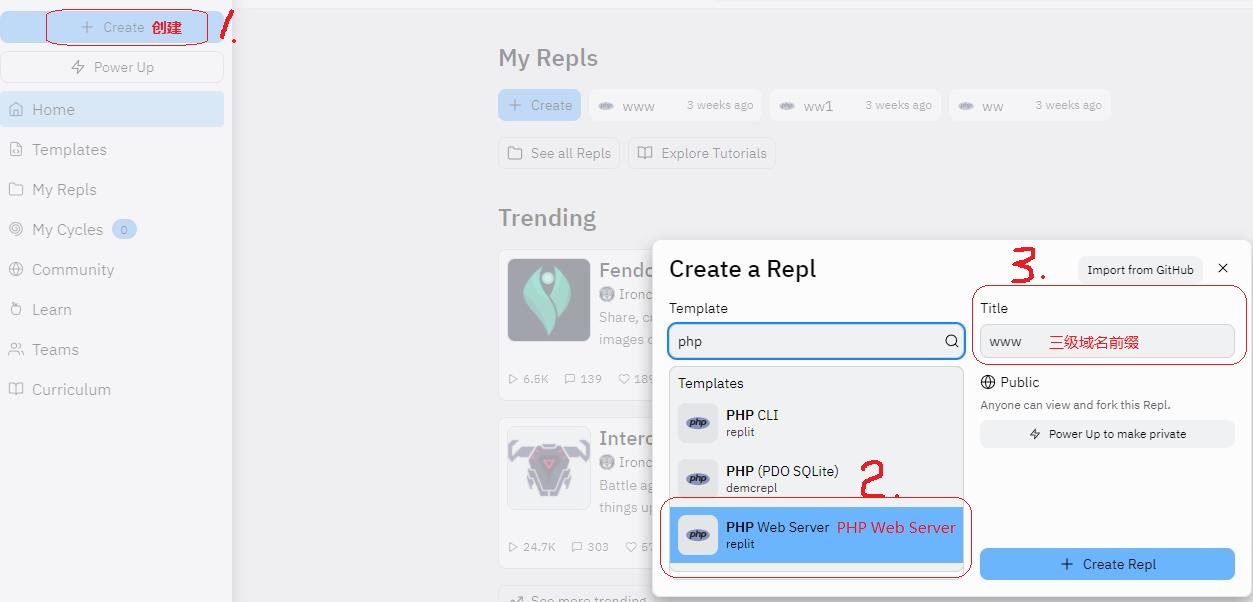 + Create 创建
1.
Power Up
Home
Templates
My Repls
My Cycles 0
Community
Learn
Teams
Curriculum
My Repls
+ Create
www 3 weeks ago
ww1 3 weeks ago
ww 3 weeks ago
See all Repls
Explore Tutorials
Trending
Fendo
Ironc
Share, cr
images o
6.5K 139 189
Interc
Ironc
Battle ag
things up
24.7K 303 57
See more trending
Create a Repl
3.
Import from GitHub
×
Template
php
Templates
PHP CLI
replit
PHP (PDO SQLite)
demcrepl
2.
PHP Web Server PHP Web Server
replit
Title
www 三级域名前缀
Public
Anyone can view and fork this Repl.
Power Up to make private
+ Create Repl